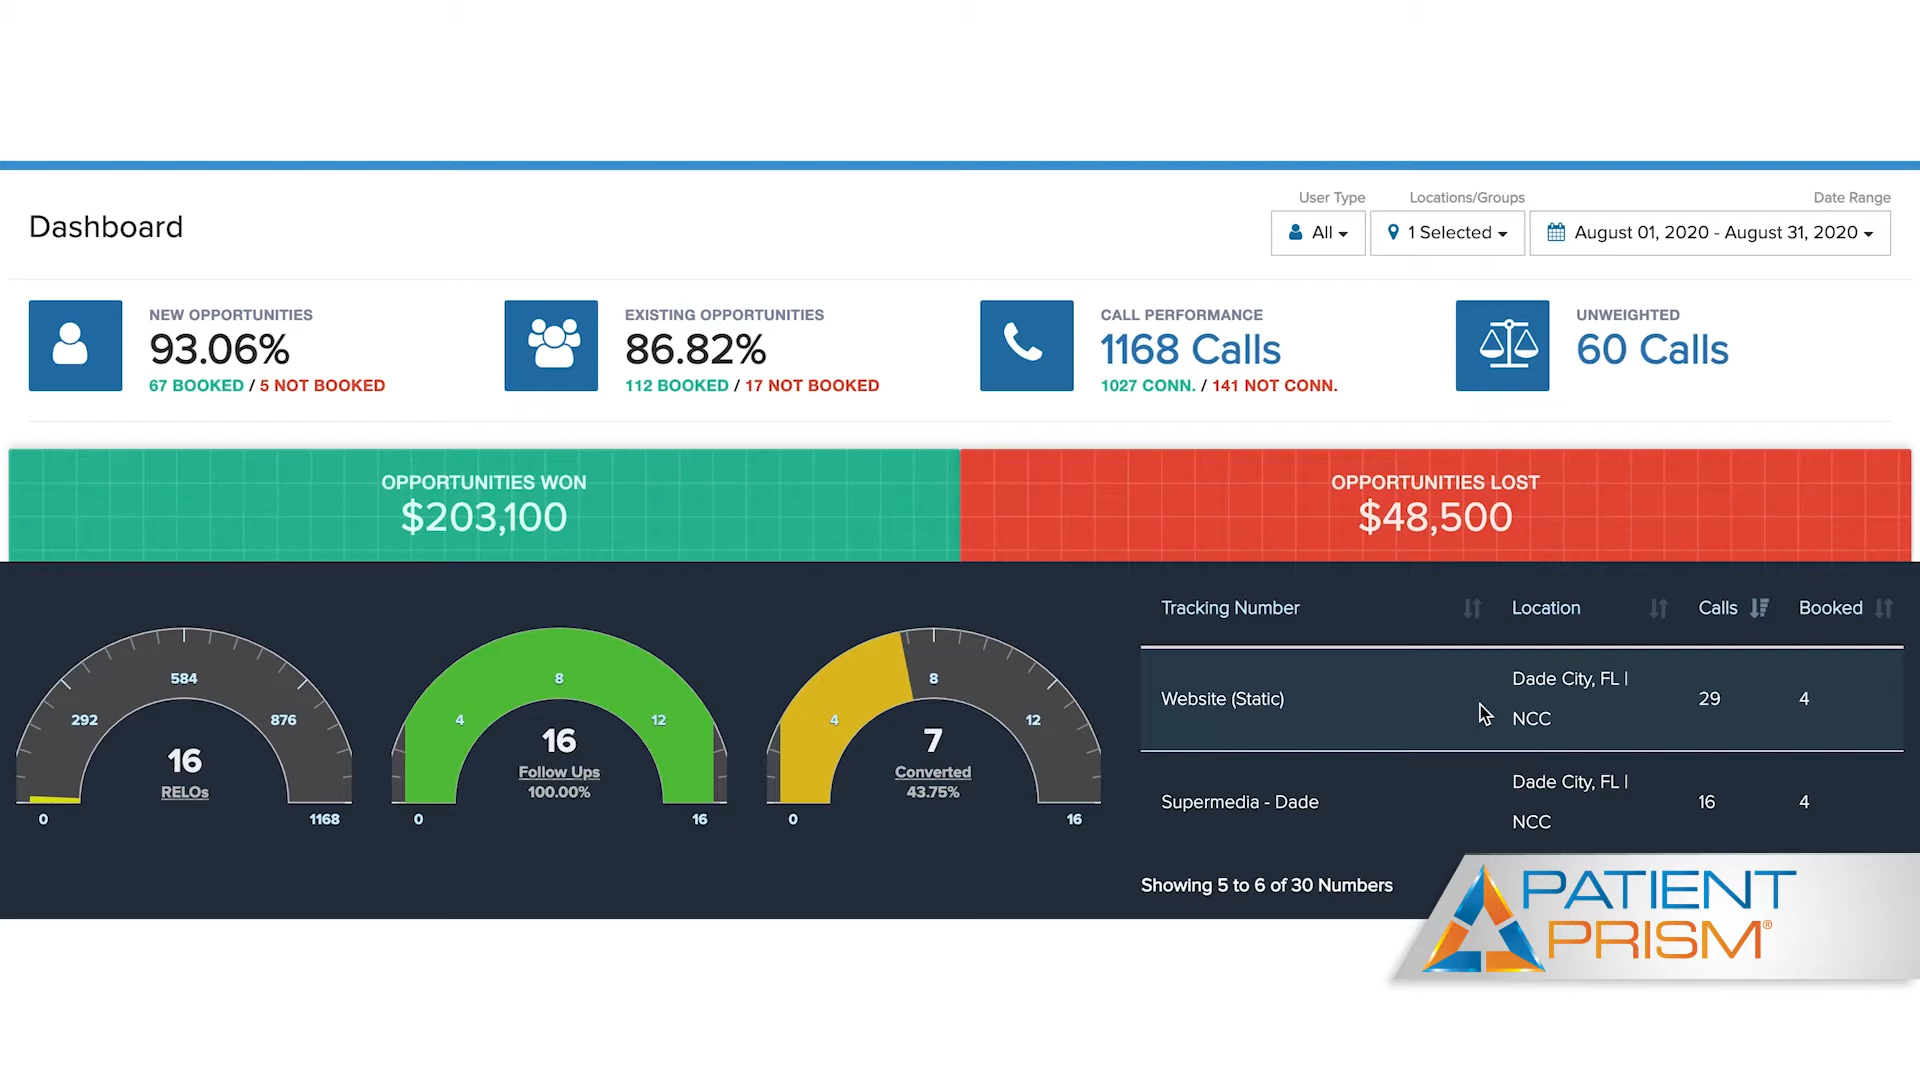 User Type
Locations/Groups
Date Range
Dashboard
All
1 Selected
August 01, 2020 - August 31, 2020
NEW OPPORTUNITIES
93.06%
67 BOOKED / 5 NOT BOOKED
EXISTING OPPORTUNITIES
86.82%
112 BOOKED / 17 NOT BOOKED
CALL PERFORMANCE
1168 Calls
1027 CONN. / 141 NOT CONN.
UNWEIGHTED
60 Calls
OPPORTUNITIES WON
$203,100
OPPORTUNITIES LOST
$48,500
584
292
876
16
RELOs
0
1168
8
4
12
16
Follow Ups
100.00%
0
16
8
4
12
7
Converted
43.75%
0
16
Tracking Number
Location
Calls
Booked
Website (Static)
Dade City, FL |
NCC
29
4
Supermedia - Dade
Dade City, FL |
NCC
16
4
Showing 5 to 6 of 30 Numbers
PATIENT
PRISM®